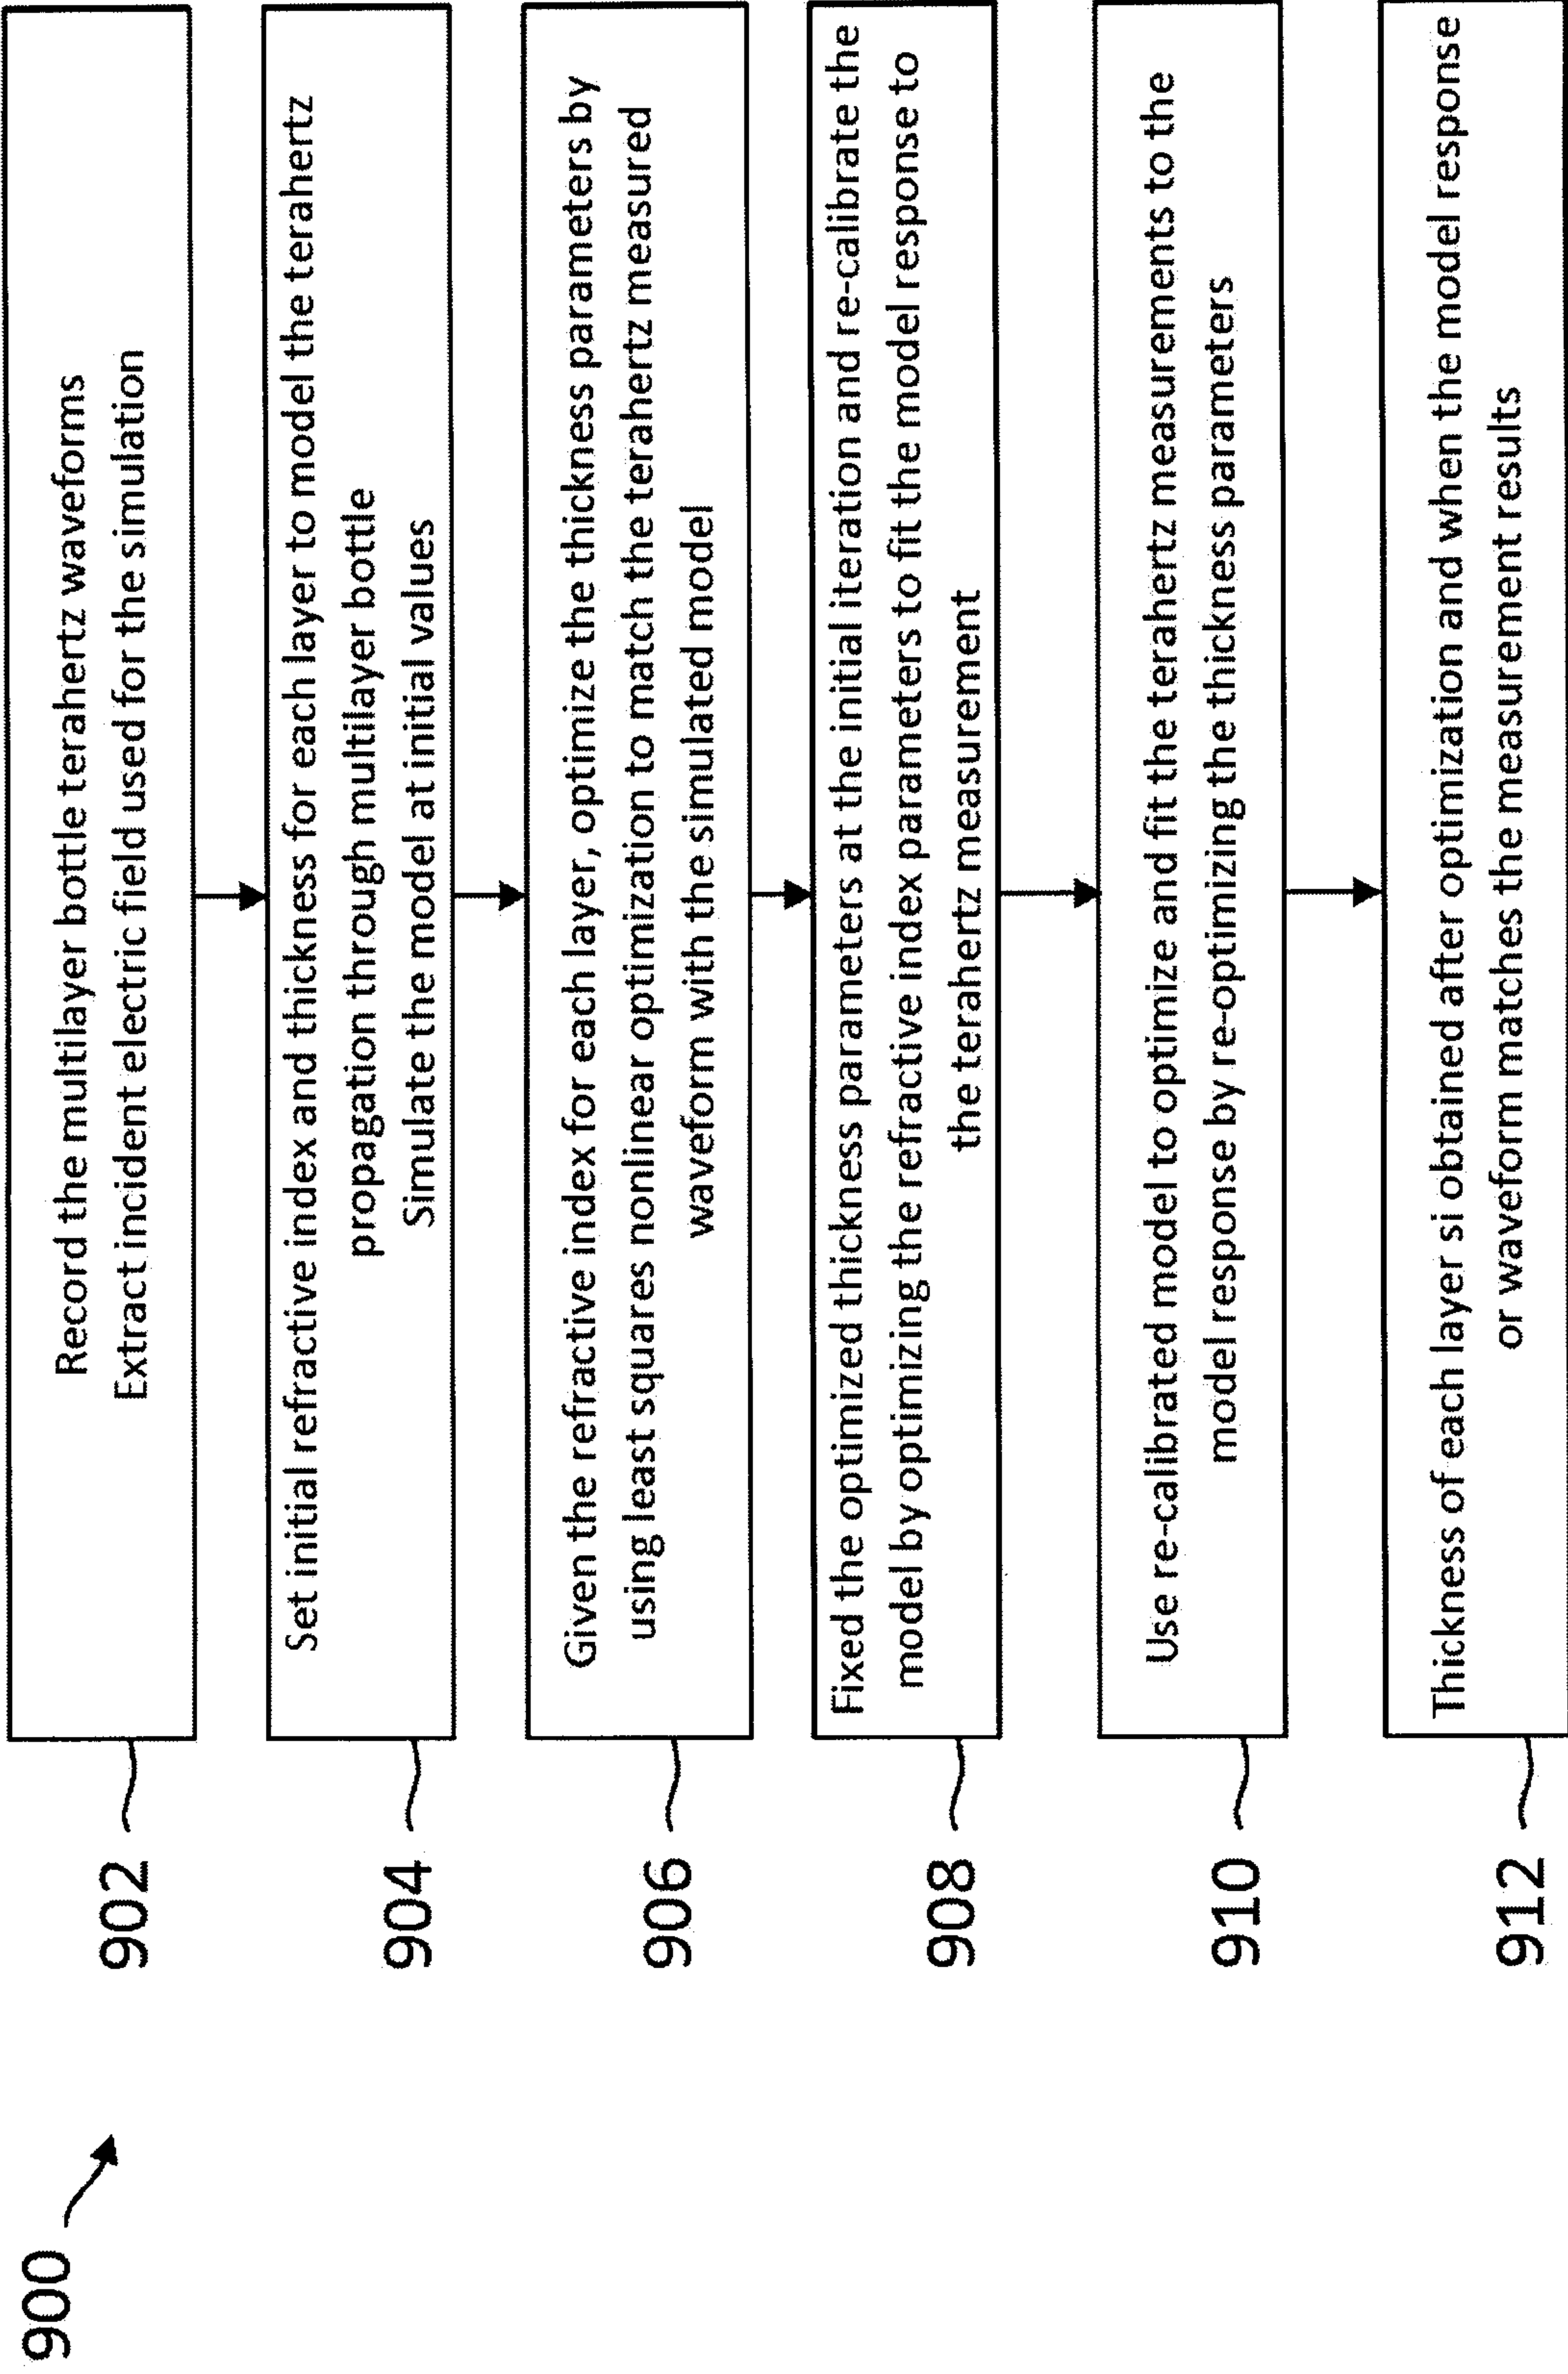 900
902
Record the multilayer bottle terahertz waveforms
Extract incident electric field used for the simulation
904
Set initial refractive index and thickness for each layer to model the terahertz
propagation through multilayer bottle
Simulate the model at initial values
906
Given the refractive index for each layer, optimize the thickness parameters by
using least squares nonlinear optimization to match the terahertz measured
waveform with the simulated model
908
Fixed the optimized thickness parameters at the initial iteration and re-calibrate the
model by optimizing the refractive index parameters to fit the model response to
the terahertz measurement
910
Use re-calibrated model to optimize and fit the terahertz measurements to the
model response by re-optimizing the thickness parameters
912
Thickness of each layer si obtained after optimization and when the model response
or waveform matches the measurement results